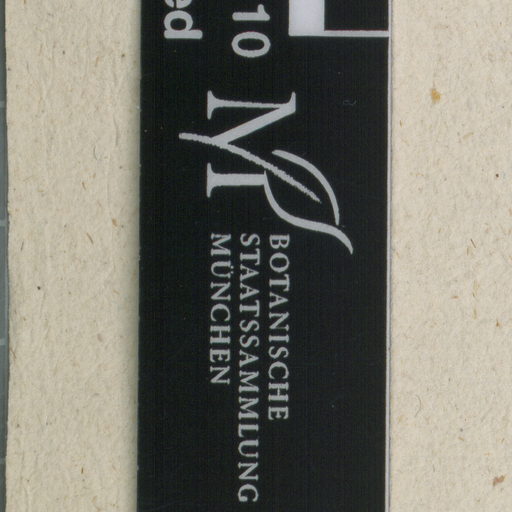 10
ed
BOTANISCHE
STAATSSAMMLUNG
MÜNCHEN